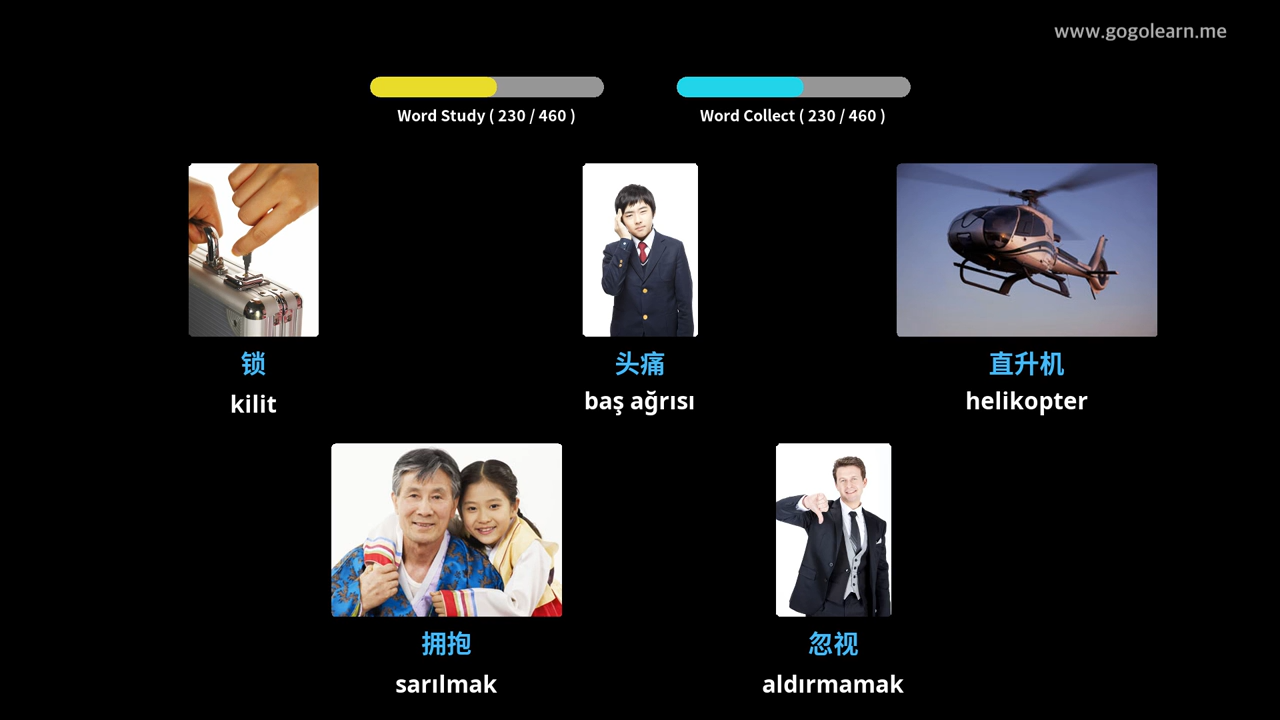 www.gogolearn.me
Word Study ( 230 / 460 )
Word Collect ( 230 / 460 )
锁
kilit
头痛
baş ağrısı
直升机
helikopter
拥抱
sarılmak
忽视
aldırmamak